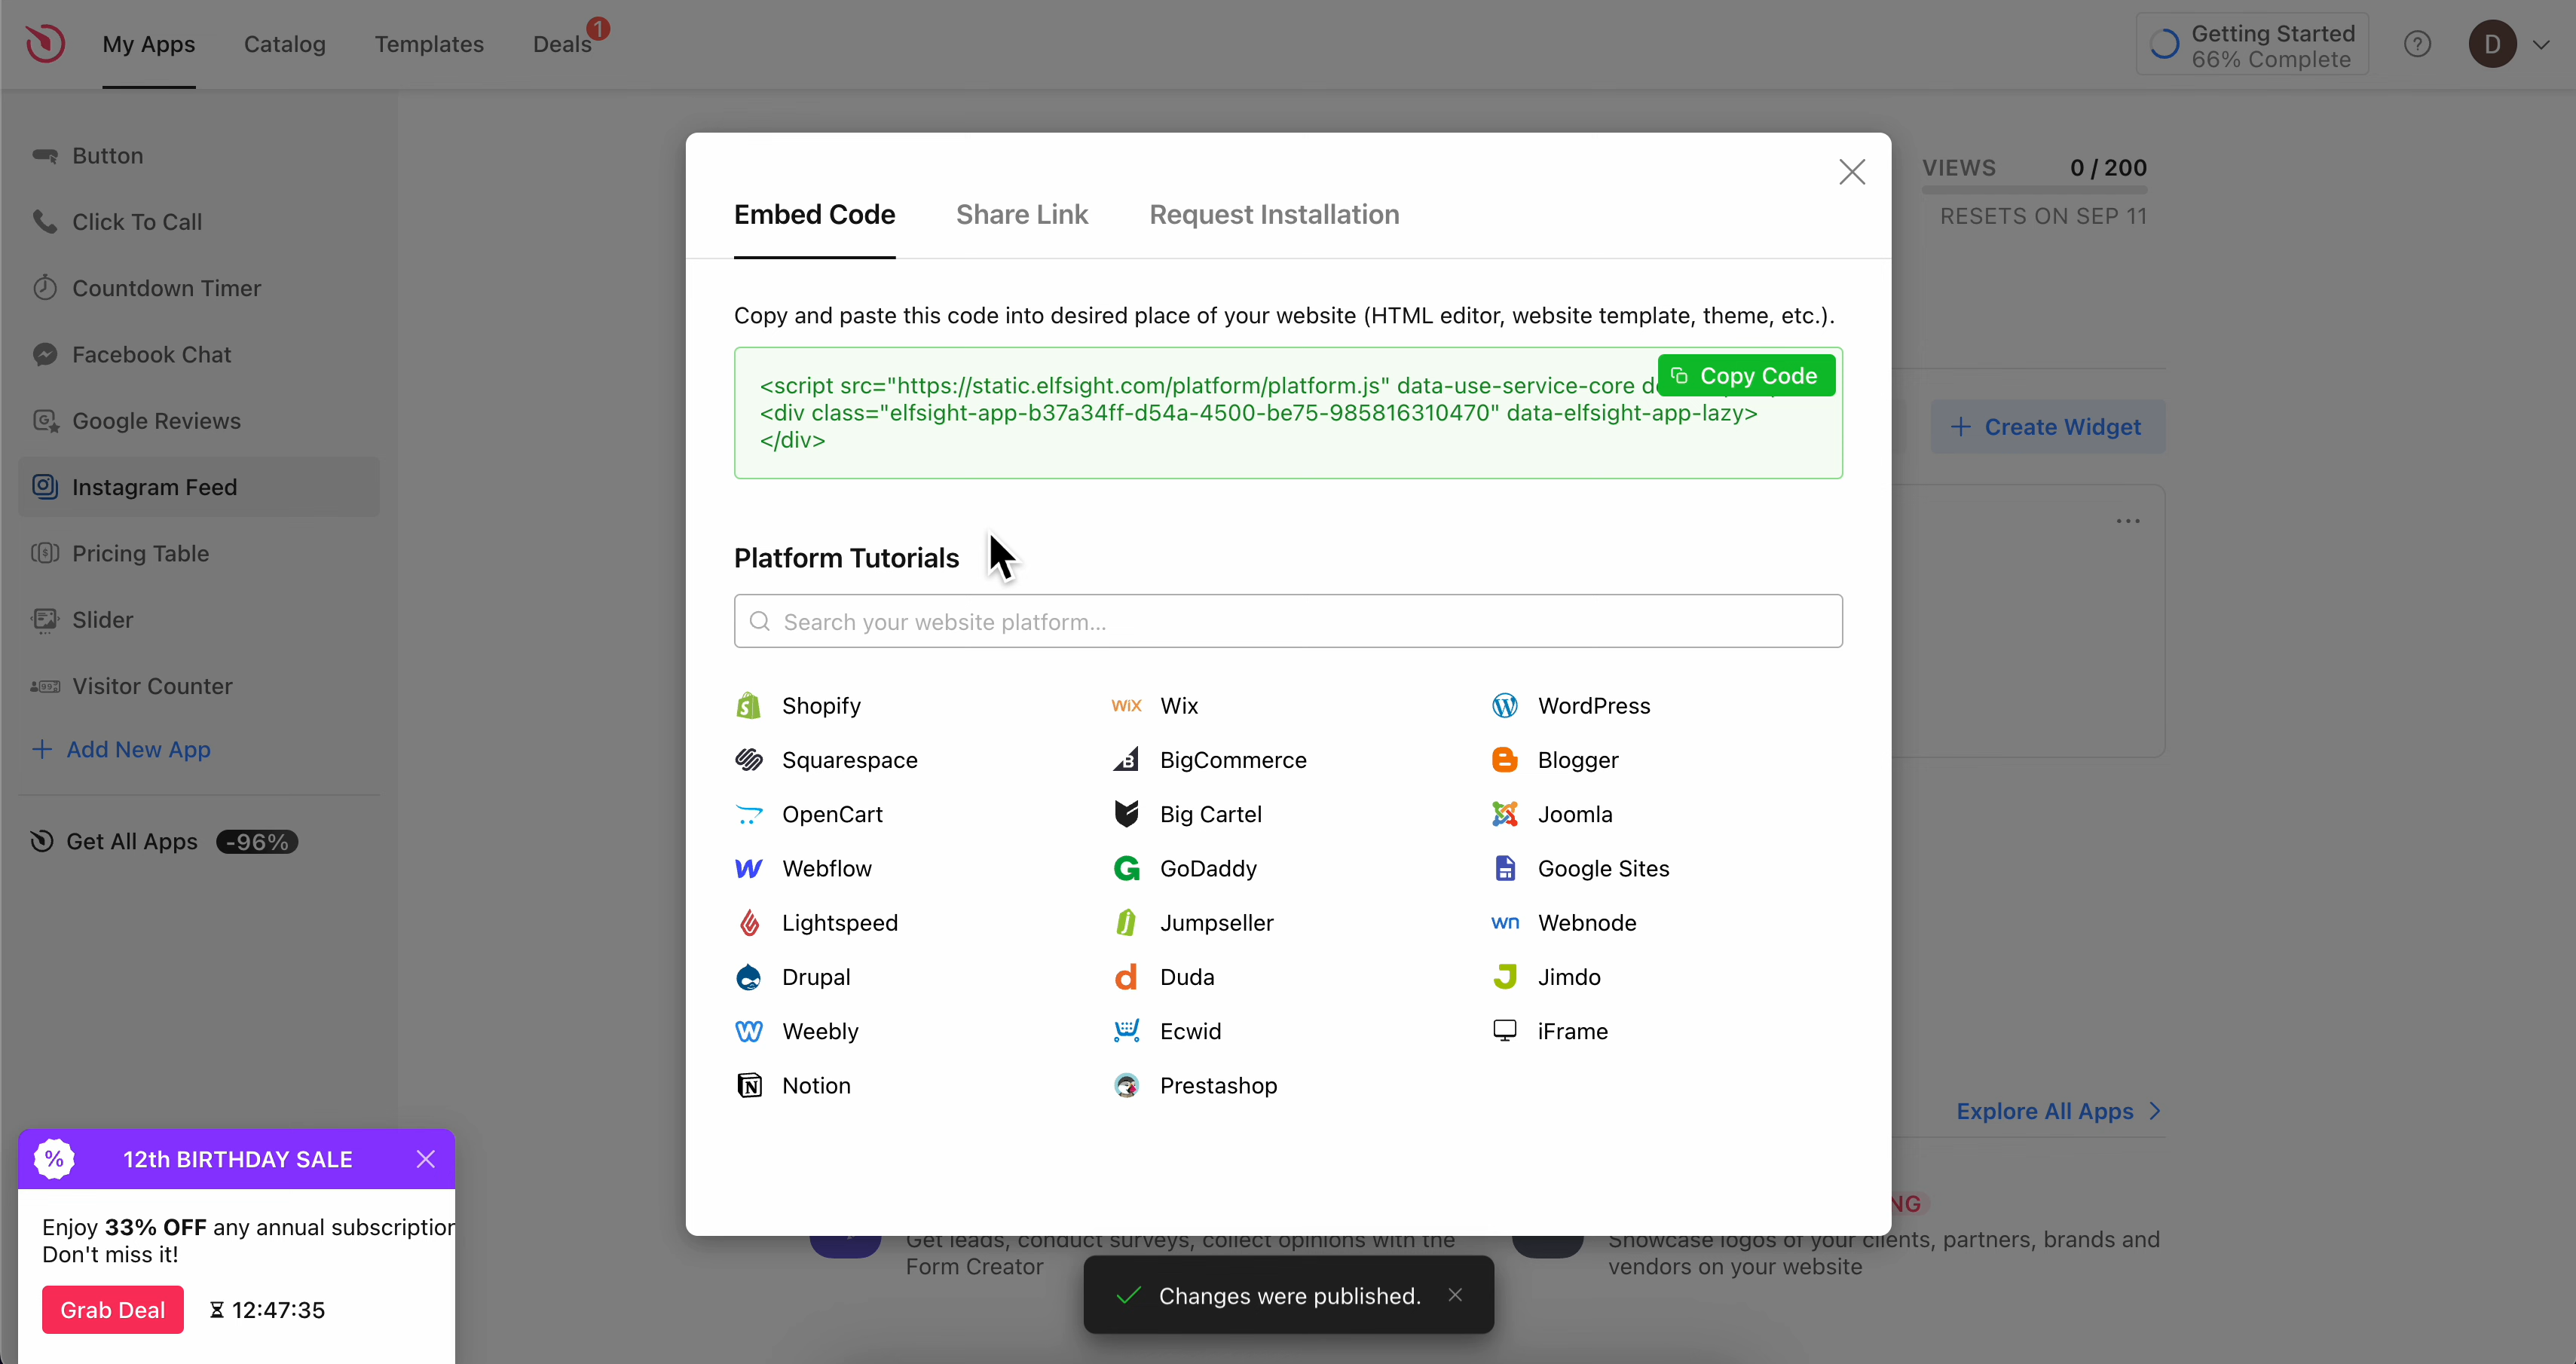 My Apps
Catalog
Templates
Deals
1
Getting Started
66% Complete
?
D
Button
Click To Call
Countdown Timer
Facebook Chat
Google Reviews
Instagram Feed
Pricing Table
Slider
Visitor Counter
Add New App
Get All Apps
-96%
VIEWS 0 / 200
RESETS ON SEP 11
Create Widget
Embed Code
Share Link
Request Installation
Copy and paste this code into desired place of your website (HTML editor, website template, theme, etc.).
<script src="https://static.elfsight.com/platform/platform.js" data-use-service-core
Copy Code
<div class="elfsight-app-b37a34ff-d54a-4500-be75-985816310470" data-elfsight-app-lazy>
</div>
Platform Tutorials
Search your website platform...
Shopify
WiX
Wix
WordPress
Squarespace
BigCommerce
Blogger
OpenCart
Big Cartel
Joomla
Webflow
GoDaddy
Google Sites
Lightspeed
Jumpseller
wn
Webnode
Drupal
Duda
Jimdo
Weebly
Ecwid
iFrame
Notion
Prestashop
Explore All Apps
12th BIRTHDAY SALE
%
Enjoy 33% OFF any annual subscription
Don't miss it!
Grab Deal
12:47:35
Get leads, conduct surveys, collect opinions with the
Form Creator
Showcase logos of your clients, partners, brands and
vendors on your website
Changes were published.